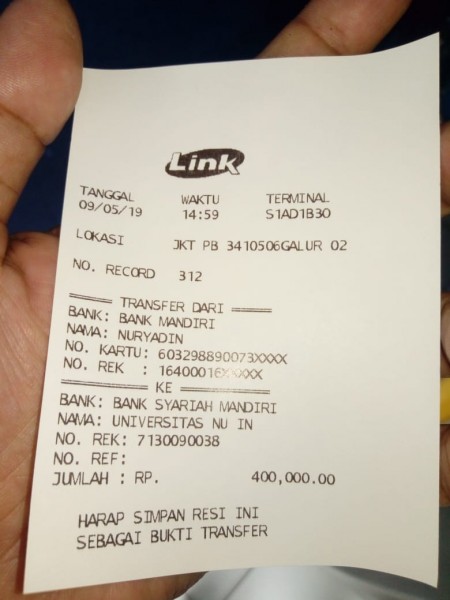 Link
TANGGAL WAKTU TERMINAL
09/05/19 14:59 S1AD1B30
LOKASI JKT PB 3410506GALUR 02
NO. RECORD 312
TRANSFER DARI
BANK: BANK MANDIRI
NAMA: NURYADIN
NO. KARTU: 603298890073XXXX
NO. REK : 16400016XXXXX
KE
BANK: BANK SYARIAH MANDIRI
NAMA: UNIVERSITAS NU IN
NO. REK: 7130090038
NO. REF:
JUMLAH : RP. 400,000.00
HARAP SIMPAN RESI INI
SEBAGAI BUKTI TRANSFER